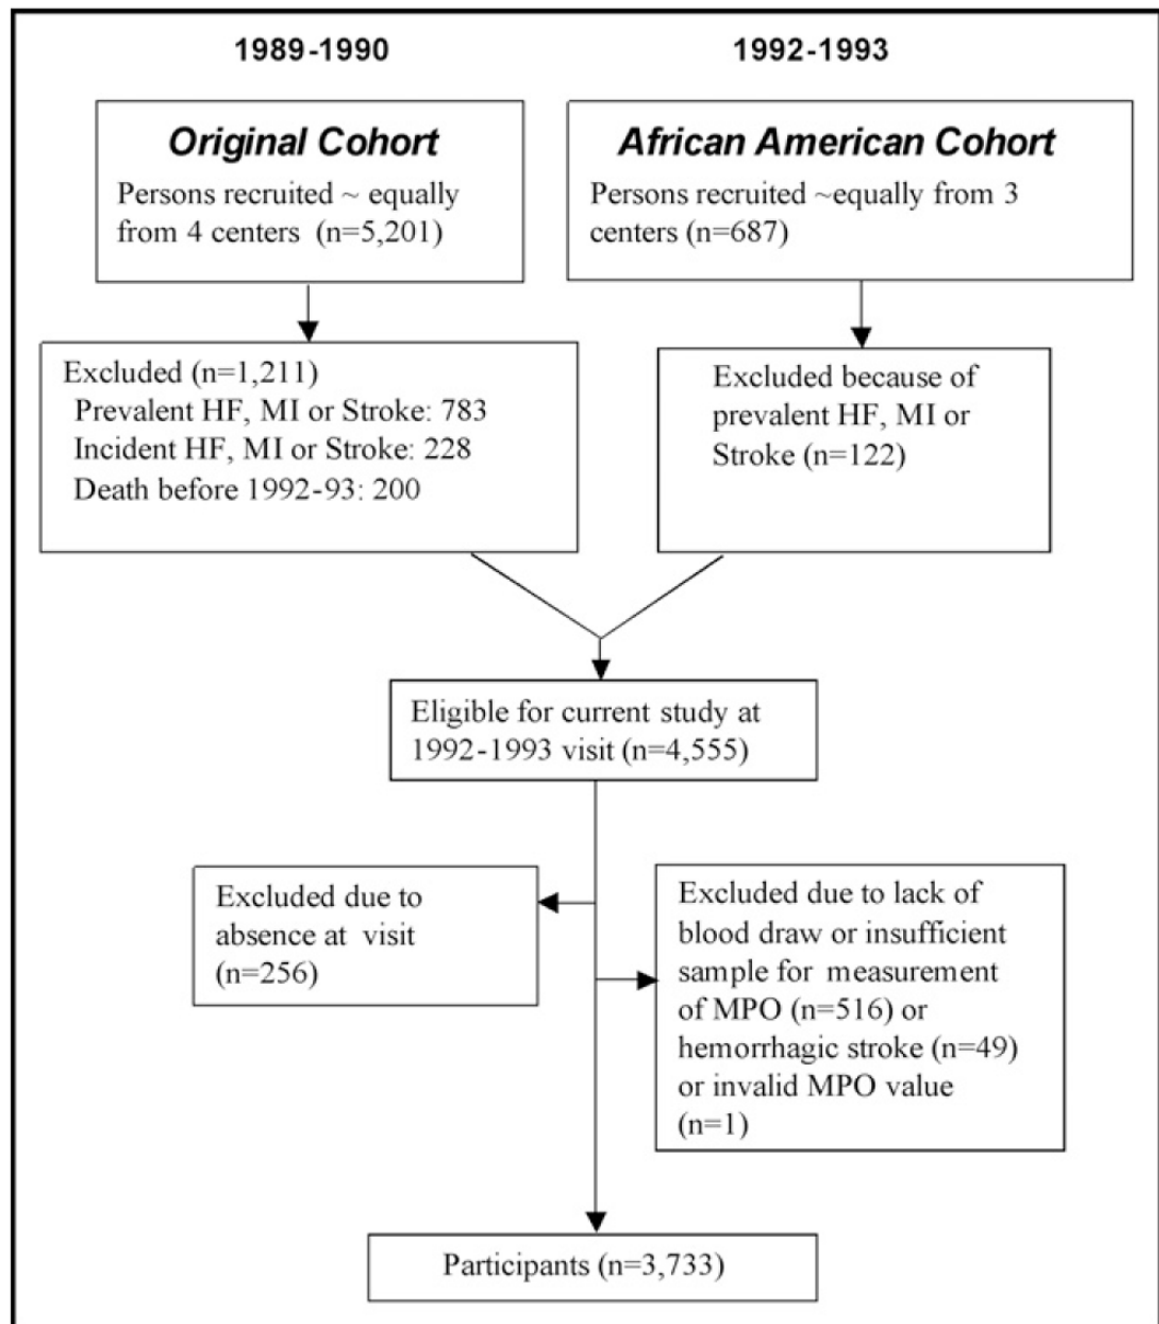 1989-1990
1992-1993
Original Cohort
Persons recruited ~ equally
from 4 centers (n=5,201)
African American Cohort
Persons recruited ~equally from 3
centers (n=687)
Excluded (n=1,211)
Prevalent HF, MI or Stroke: 783
Incident HF, MI or Stroke: 228
Death before 1992-93: 200
Excluded because of
prevalent HF, MI or
Stroke (n=122)
Eligible for current study at
1992-1993 visit (n=4,555)
Excluded due to
absence at visit
(n=256)
Excluded due to lack of
blood draw or insufficient
sample for measurement
of MPO (n=516) or
hemorrhagic stroke (n=49)
or invalid MPO value
(n=1)
Participants (n=3,733)